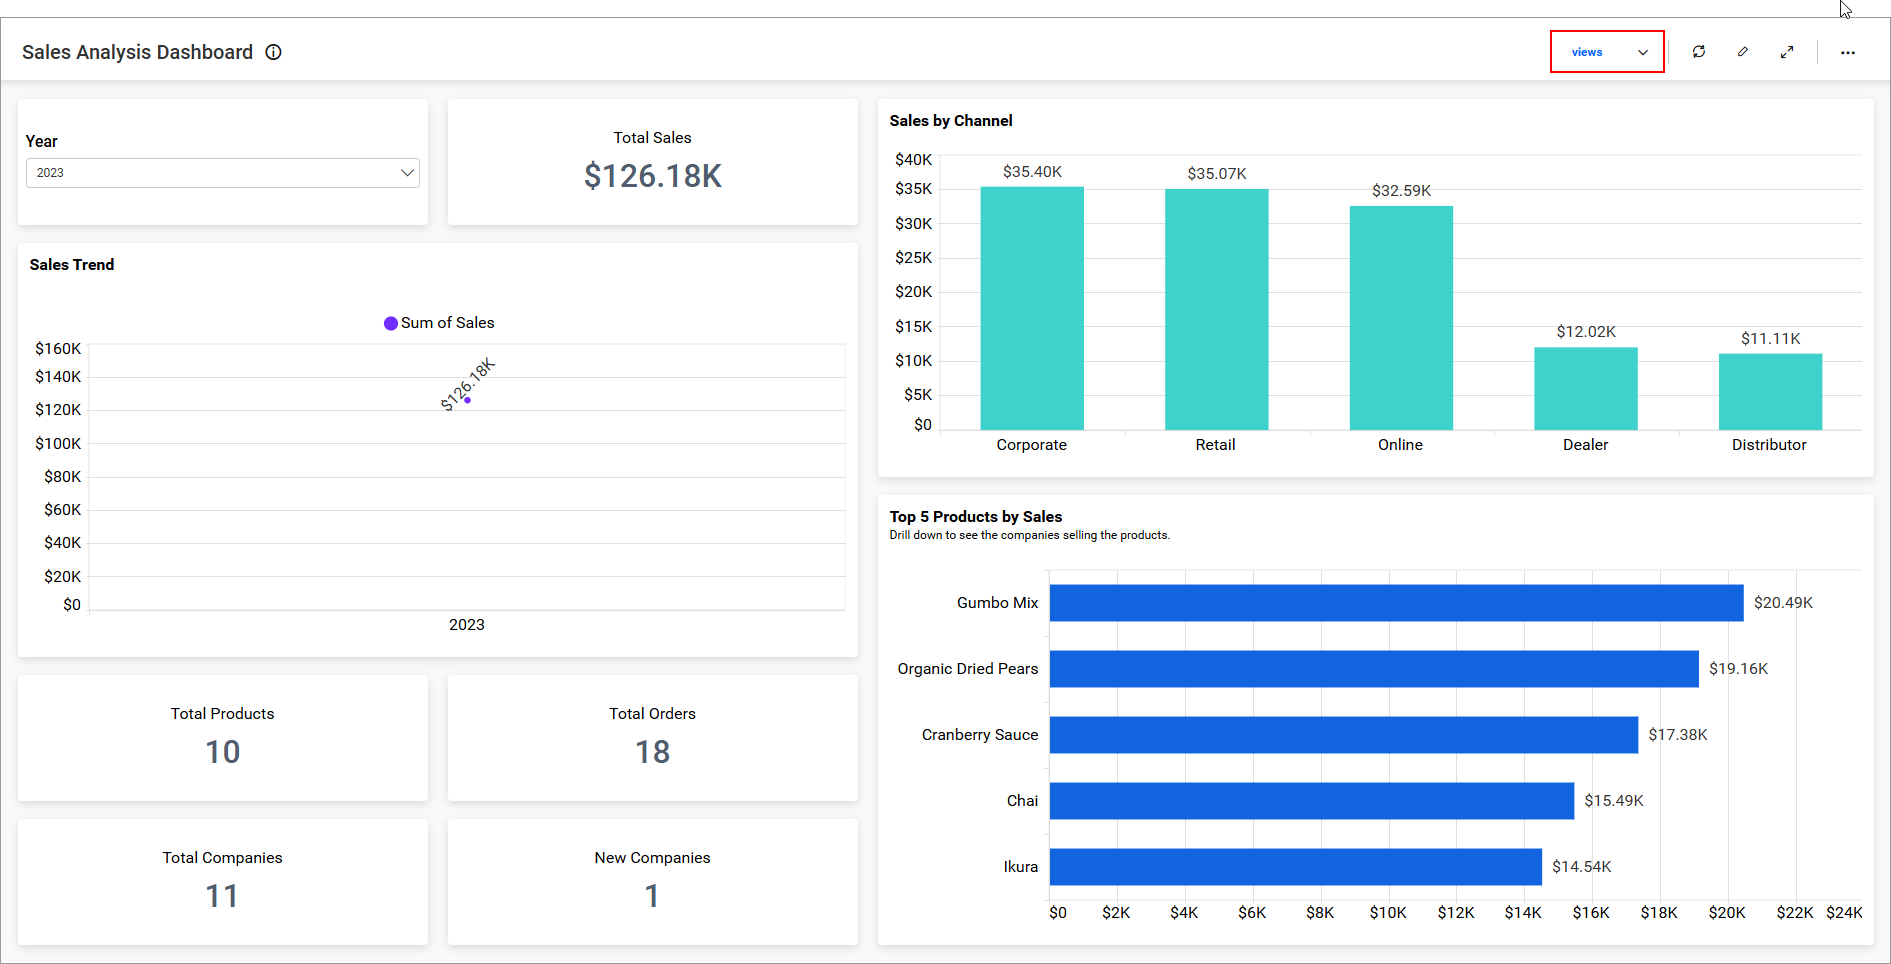 Sales Analysis Dashboard
views
Year
2023
Total Sales
$126.18K
Sales Trend
Sum of Sales
$160K
$140K
$120K
$100K
$80K
$60K
$40K
$20K
$0
$126.18K
2023
Total Products
10
Total Orders
18
Total Companies
11
New Companies
1
Sales by Channel
$40K
$35K
$30K
$25K
$20K
$15K
$10K
$5K
$0
$35.40K
$35.07K
$32.59K
$12.02K
$11.11K
Corporate
Retail
Online
Dealer
Distributor
Top 5 Products by Sales
Drill down to see the companies selling the products.
Gumbo Mix $20.49K
Organic Dried Pears $19.16K
Cranberry Sauce $17.38K
Chai $15.49K
Ikura $14.54K
$0 $2K $4K $6K $8K $10K $12K $14K $16K $18K $20K $22K $24K